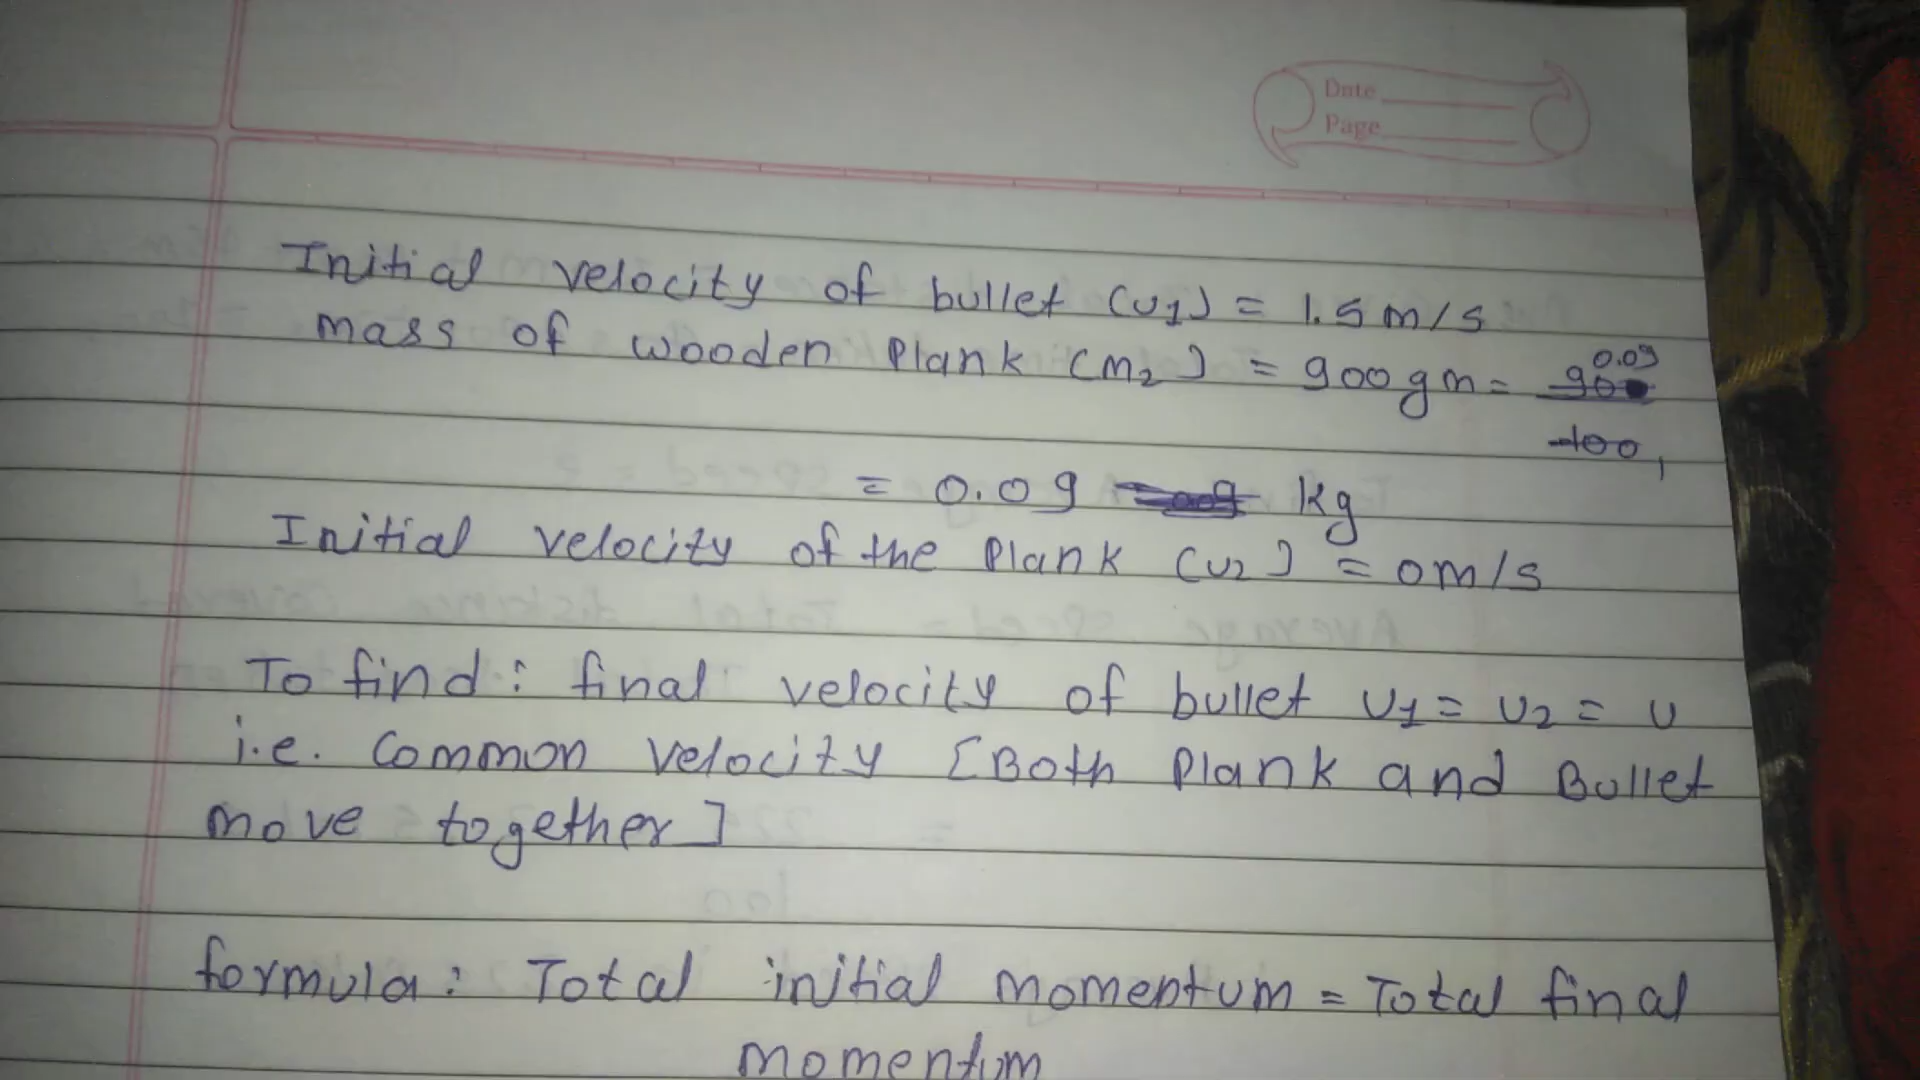 Date
Page
Initial velocity of bullet (u1) = 1.5 m/s
mass of wooden Plank (m2) = 900 gm = 900
0.09
100
= 0.09 kg
Initial velocity of the Plank (u2) = 0 m/s
To find: final velocity of bullet v1 = v2 = v
i.e. Common velocity [Both Plank and Bullet
move together]
formula: Total initial momentum = Total final
momentum